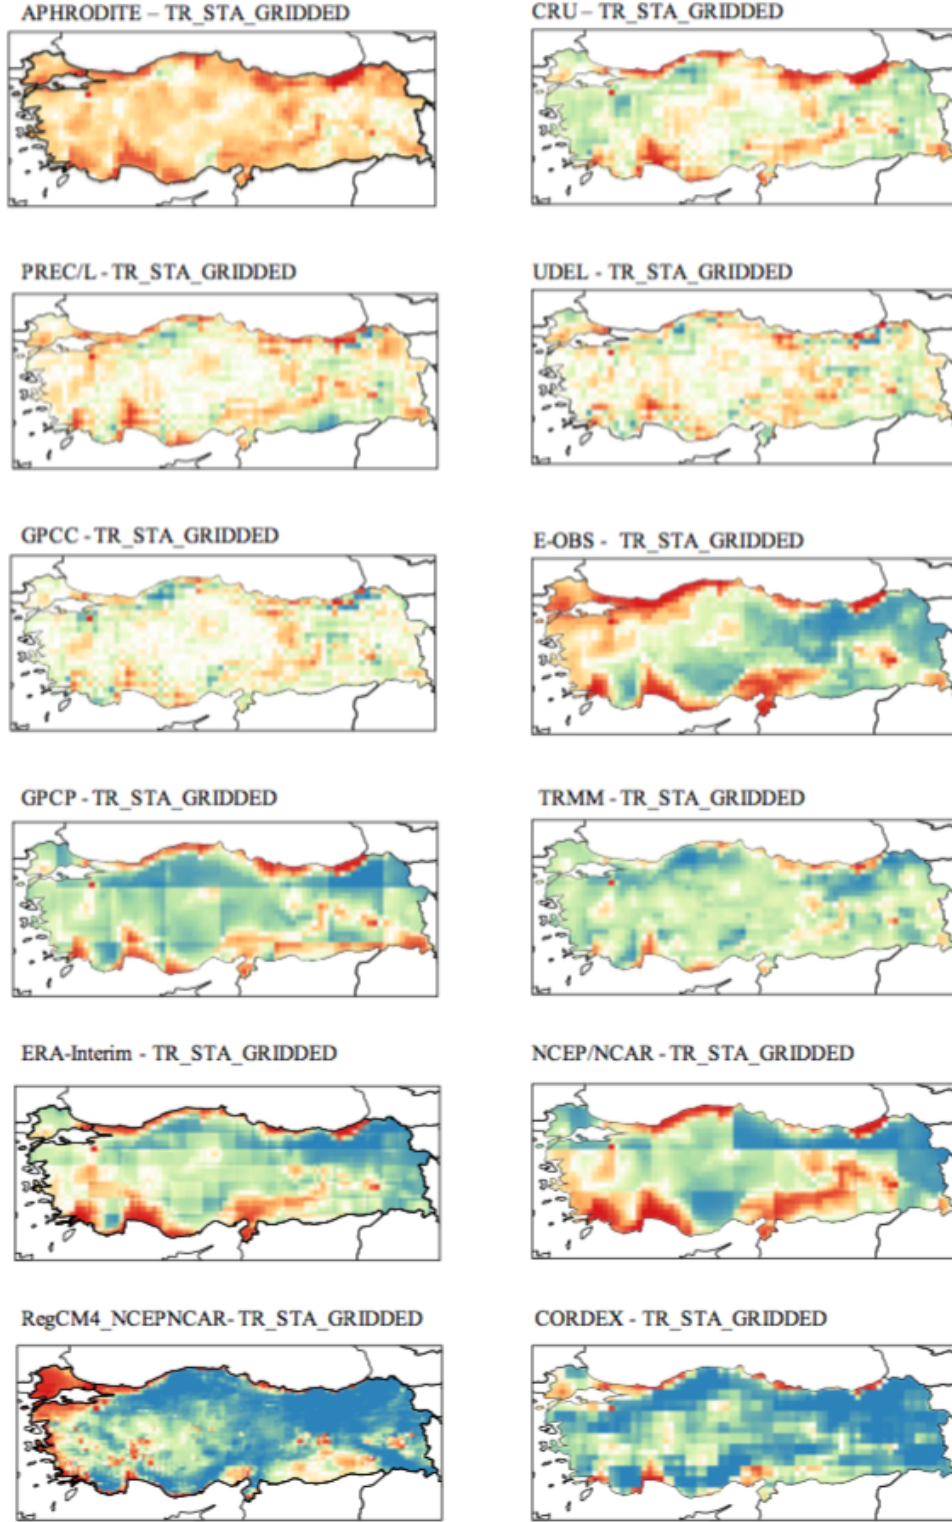 APHRODITE – TR_STA_GRIDDED
CRU – TR_STA_GRIDDED
PREC/L - TR_STA_GRIDDED
UDEL - TR_STA_GRIDDED
GPCC - TR_STA_GRIDDED
E-OBS - TR_STA_GRIDDED
GPCP - TR_STA_GRIDDED
TRMM - TR_STA_GRIDDED
ERA-Interim - TR_STA_GRIDDED
NCEP/NCAR - TR_STA_GRIDDED
RegCM4_NCEPNCAR- TR_STA_GRIDDED
CORDEX - TR_STA_GRIDDED